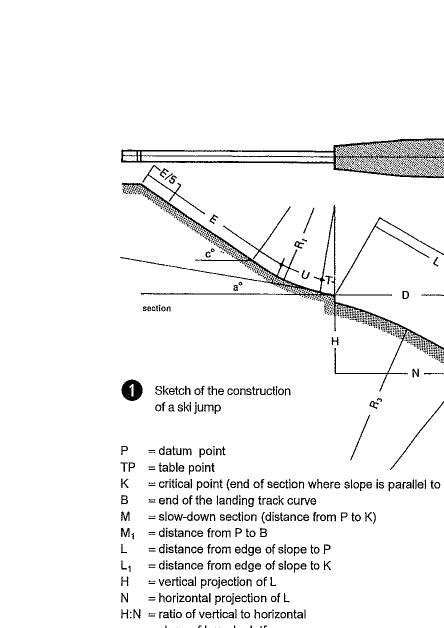 E/5
E
R₁
L
c°
U
T
a°
D
section
H
N
1 Sketch of the construction
of a ski jump
R₃
P = datum point
TP = table point
K = critical point (end of section where slope is parallel to
B = end of the landing track curve
M = slow-down section (distance from P to K)
M₁ = distance from P to B
L = distance from edge of slope to P
L₁ = distance from edge of slope to K
H = vertical projection of L
N = horizontal projection of L
H:N = ratio of vertical to horizontal